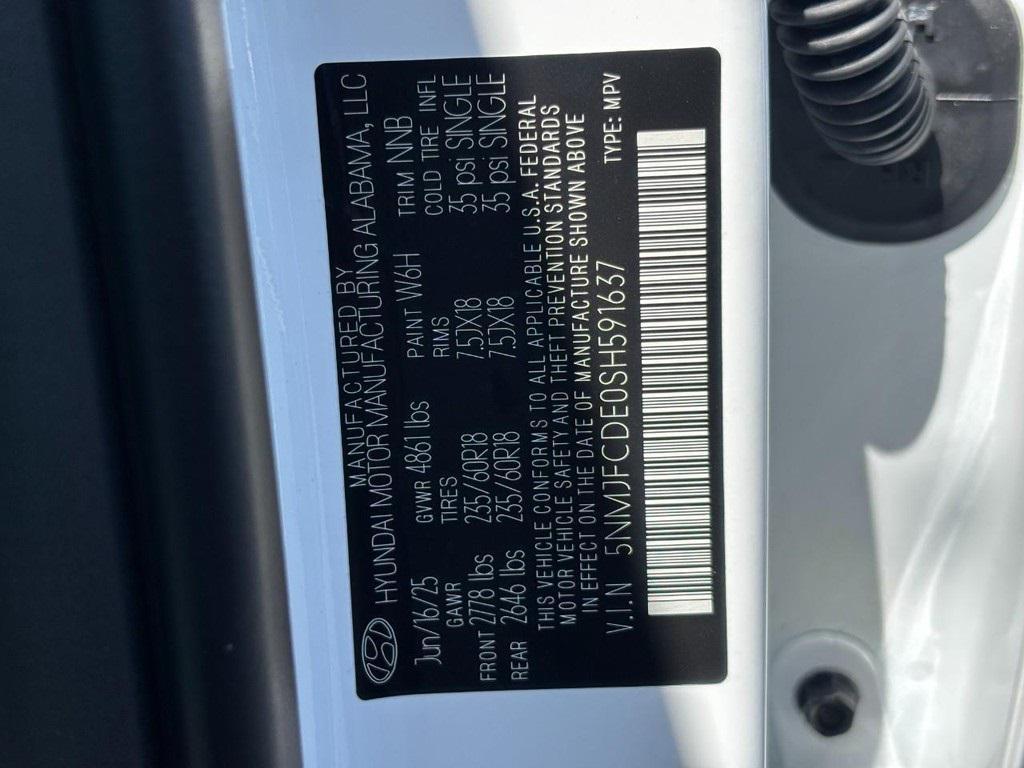 MANUFACTURED BY
HYUNDAI MOTOR MANUFACTURING ALABAMA, LLC
Jun/16/25 GVWR 4861 lbs PAINT W6H TRIM NNB
GAWR TIRES RIMS COLD TIRE INFL
FRONT 2778 lbs 235/60R18 7.5JX18 35 psi SINGLE
REAR 2646 lbs 235/60R18 7.5JX18 35 psi SINGLE
THIS VEHICLE CONFORMS TO ALL APPLICABLE U.S.A. FEDERAL
MOTOR VEHICLE SAFETY AND THEFT PREVENTION STANDARDS
IN EFFECT ON THE DATE OF MANUFACTURE SHOWN ABOVE
V.I.N 5NMJFCDE0SH591637 TYPE: MPV